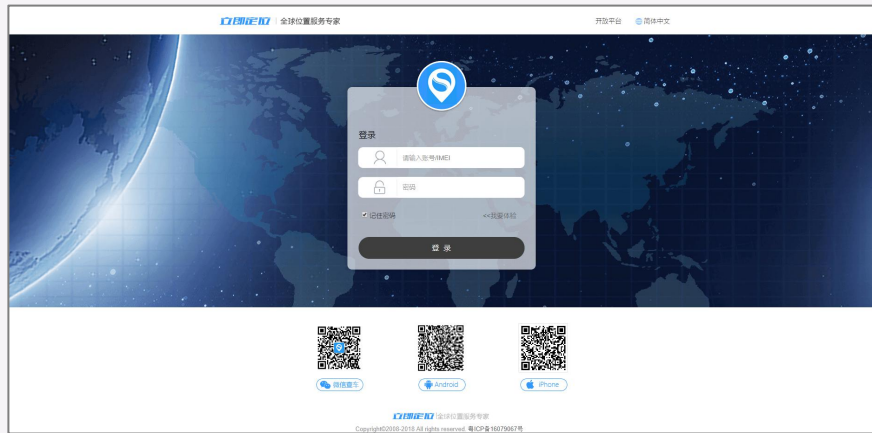 立即定位 全球位置服务专家 开放平台 简体中文
登录
请输入账号/IMEI
密码
记住密码 <<我要体验
登 录
微信查车 Android iPhone
立即定位 全球位置服务专家
Copyright©2008-2018 All rights reserved. 粤ICP备16079067号